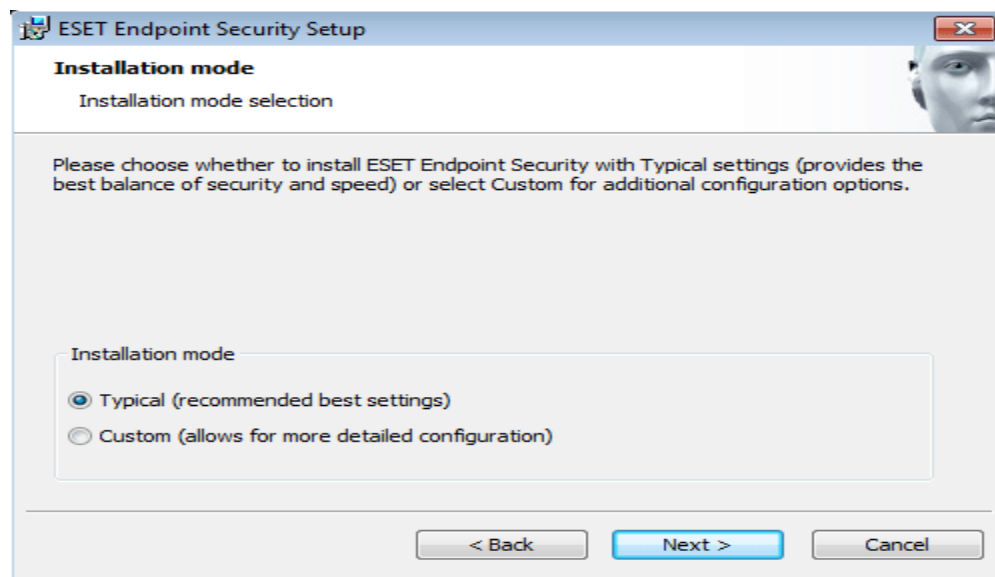 ESET Endpoint Security Setup
Installation mode
Installation mode selection
Please choose whether to install ESET Endpoint Security with Typical settings (provides the
best balance of security and speed) or select Custom for additional configuration options.
Installation mode
Typical (recommended best settings)
Custom (allows for more detailed configuration)
< Back Next > Cancel